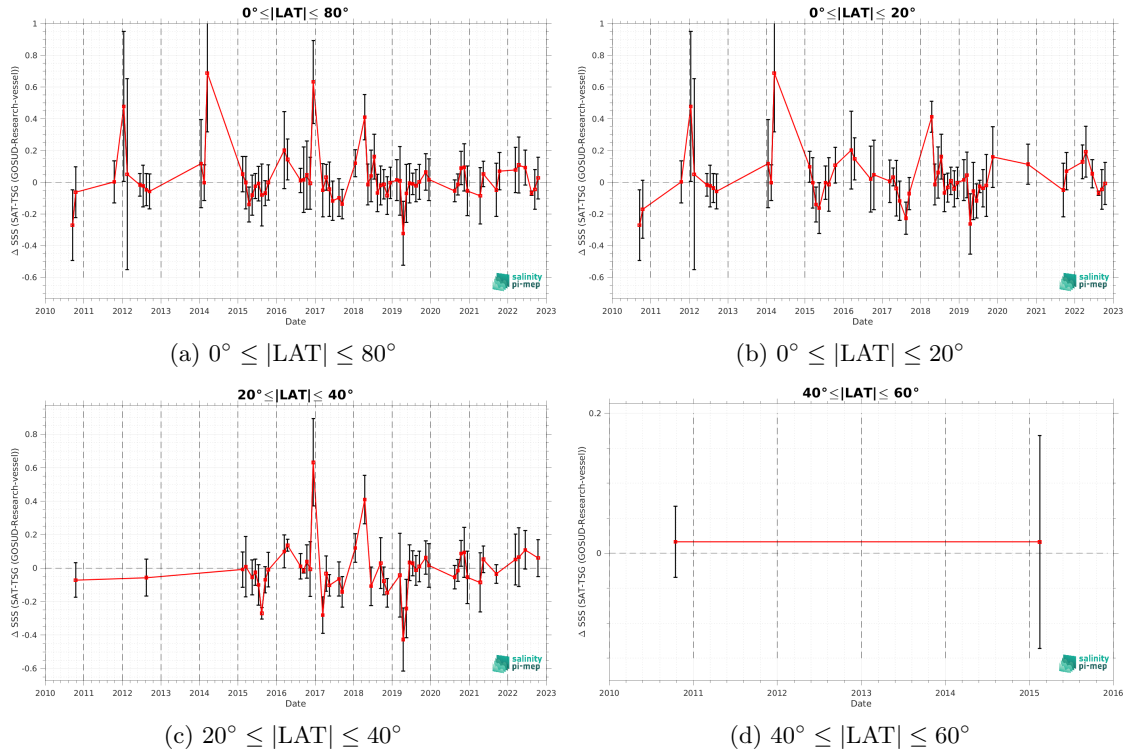 0°≤|LAT|≤ 80°
Δ SSS (SAT-TSG (GOSUD-Research-vessel))
1
0.8
0.6
0.4
0.2
0
-0.2
-0.4
-0.6
salinity
pi-mep
2010 2011 2012 2013 2014 2015 2016 2017 2018 2019 2020 2021 2022 2023
Date
(a) 0° ≤ |LAT| ≤ 80°
0°≤|LAT|≤ 20°
Δ SSS (SAT-TSG (GOSUD-Research-vessel))
1
0.8
0.6
0.4
0.2
0
-0.2
-0.4
-0.6
salinity
pi-mep
2010 2011 2012 2013 2014 2015 2016 2017 2018 2019 2020 2021 2022 2023
Date
(b) 0° ≤ |LAT| ≤ 20°
20°≤|LAT|≤ 40°
Δ SSS (SAT-TSG (GOSUD-Research-vessel))
0.8
0.6
0.4
0.2
0
-0.2
-0.4
-0.6
salinity
pi-mep
2010 2011 2012 2013 2014 2015 2016 2017 2018 2019 2020 2021 2022 2023
Date
(c) 20° ≤ |LAT| ≤ 40°
40°≤|LAT|≤ 60°
Δ SSS (SAT-TSG (GOSUD-Research-vessel))
0.2
0
salinity
pi-mep
2010 2011 2012 2013 2014 2015 2016
Date
(d) 40° ≤ |LAT| ≤ 60°